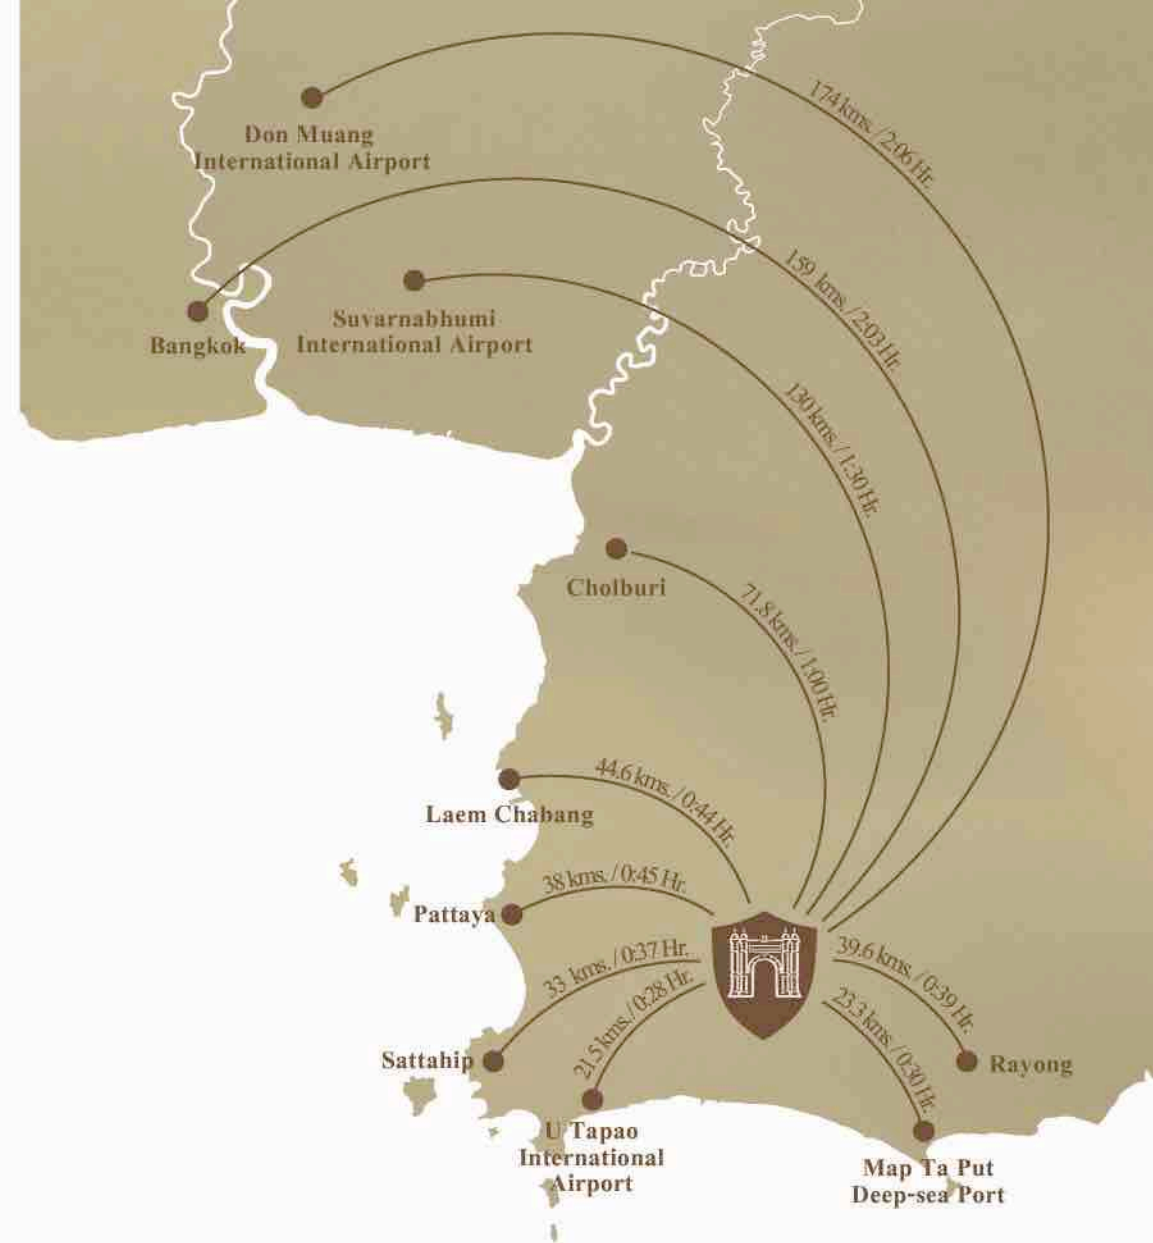 174 kms. / 2:06 Hr.
Don Muang
International Airport
159 kms. / 2:03 Hr.
Suvarnabhumi
International Airport
Bangkok
130 kms. / 1:30 Hr.
Cholburi
71.8 kms. / 1:00 Hr.
44.6 kms. / 0:44 Hr.
Laem Chabang
38 kms. / 0:45 Hr.
Pattaya
33 kms. / 0:37 Hr.
39.6 kms. / 0:39 Hr.
21.5 kms. / 0:28 Hr.
23.3 kms. / 0:30 Hr.
Sattahip
Rayong
U Tapao
International
Airport
Map Ta Put
Deep-sea Port